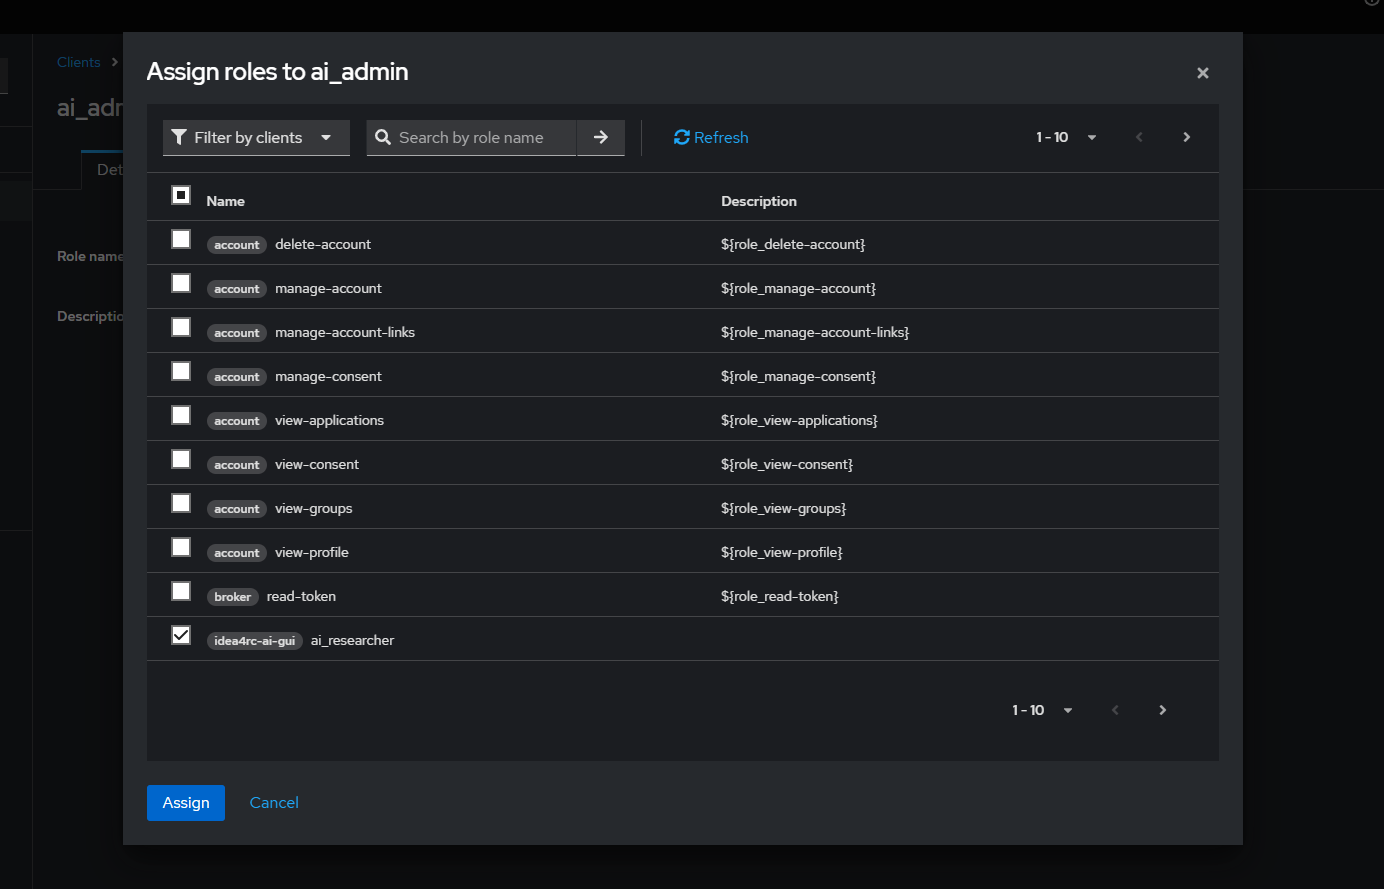 Clients
ai_adr
Det
Role name
Descriptio
Assign roles to ai_admin
Filter by clients
Search by role name
Refresh
1 - 10
Name Description
account delete-account ${role_delete-account}
account manage-account ${role_manage-account}
account manage-account-links ${role_manage-account-links}
account manage-consent ${role_manage-consent}
account view-applications ${role_view-applications}
account view-consent ${role_view-consent}
account view-groups ${role_view-groups}
account view-profile ${role_view-profile}
broker read-token ${role_read-token}
idea4rc-ai-gui ai_researcher
1 - 10
Assign Cancel